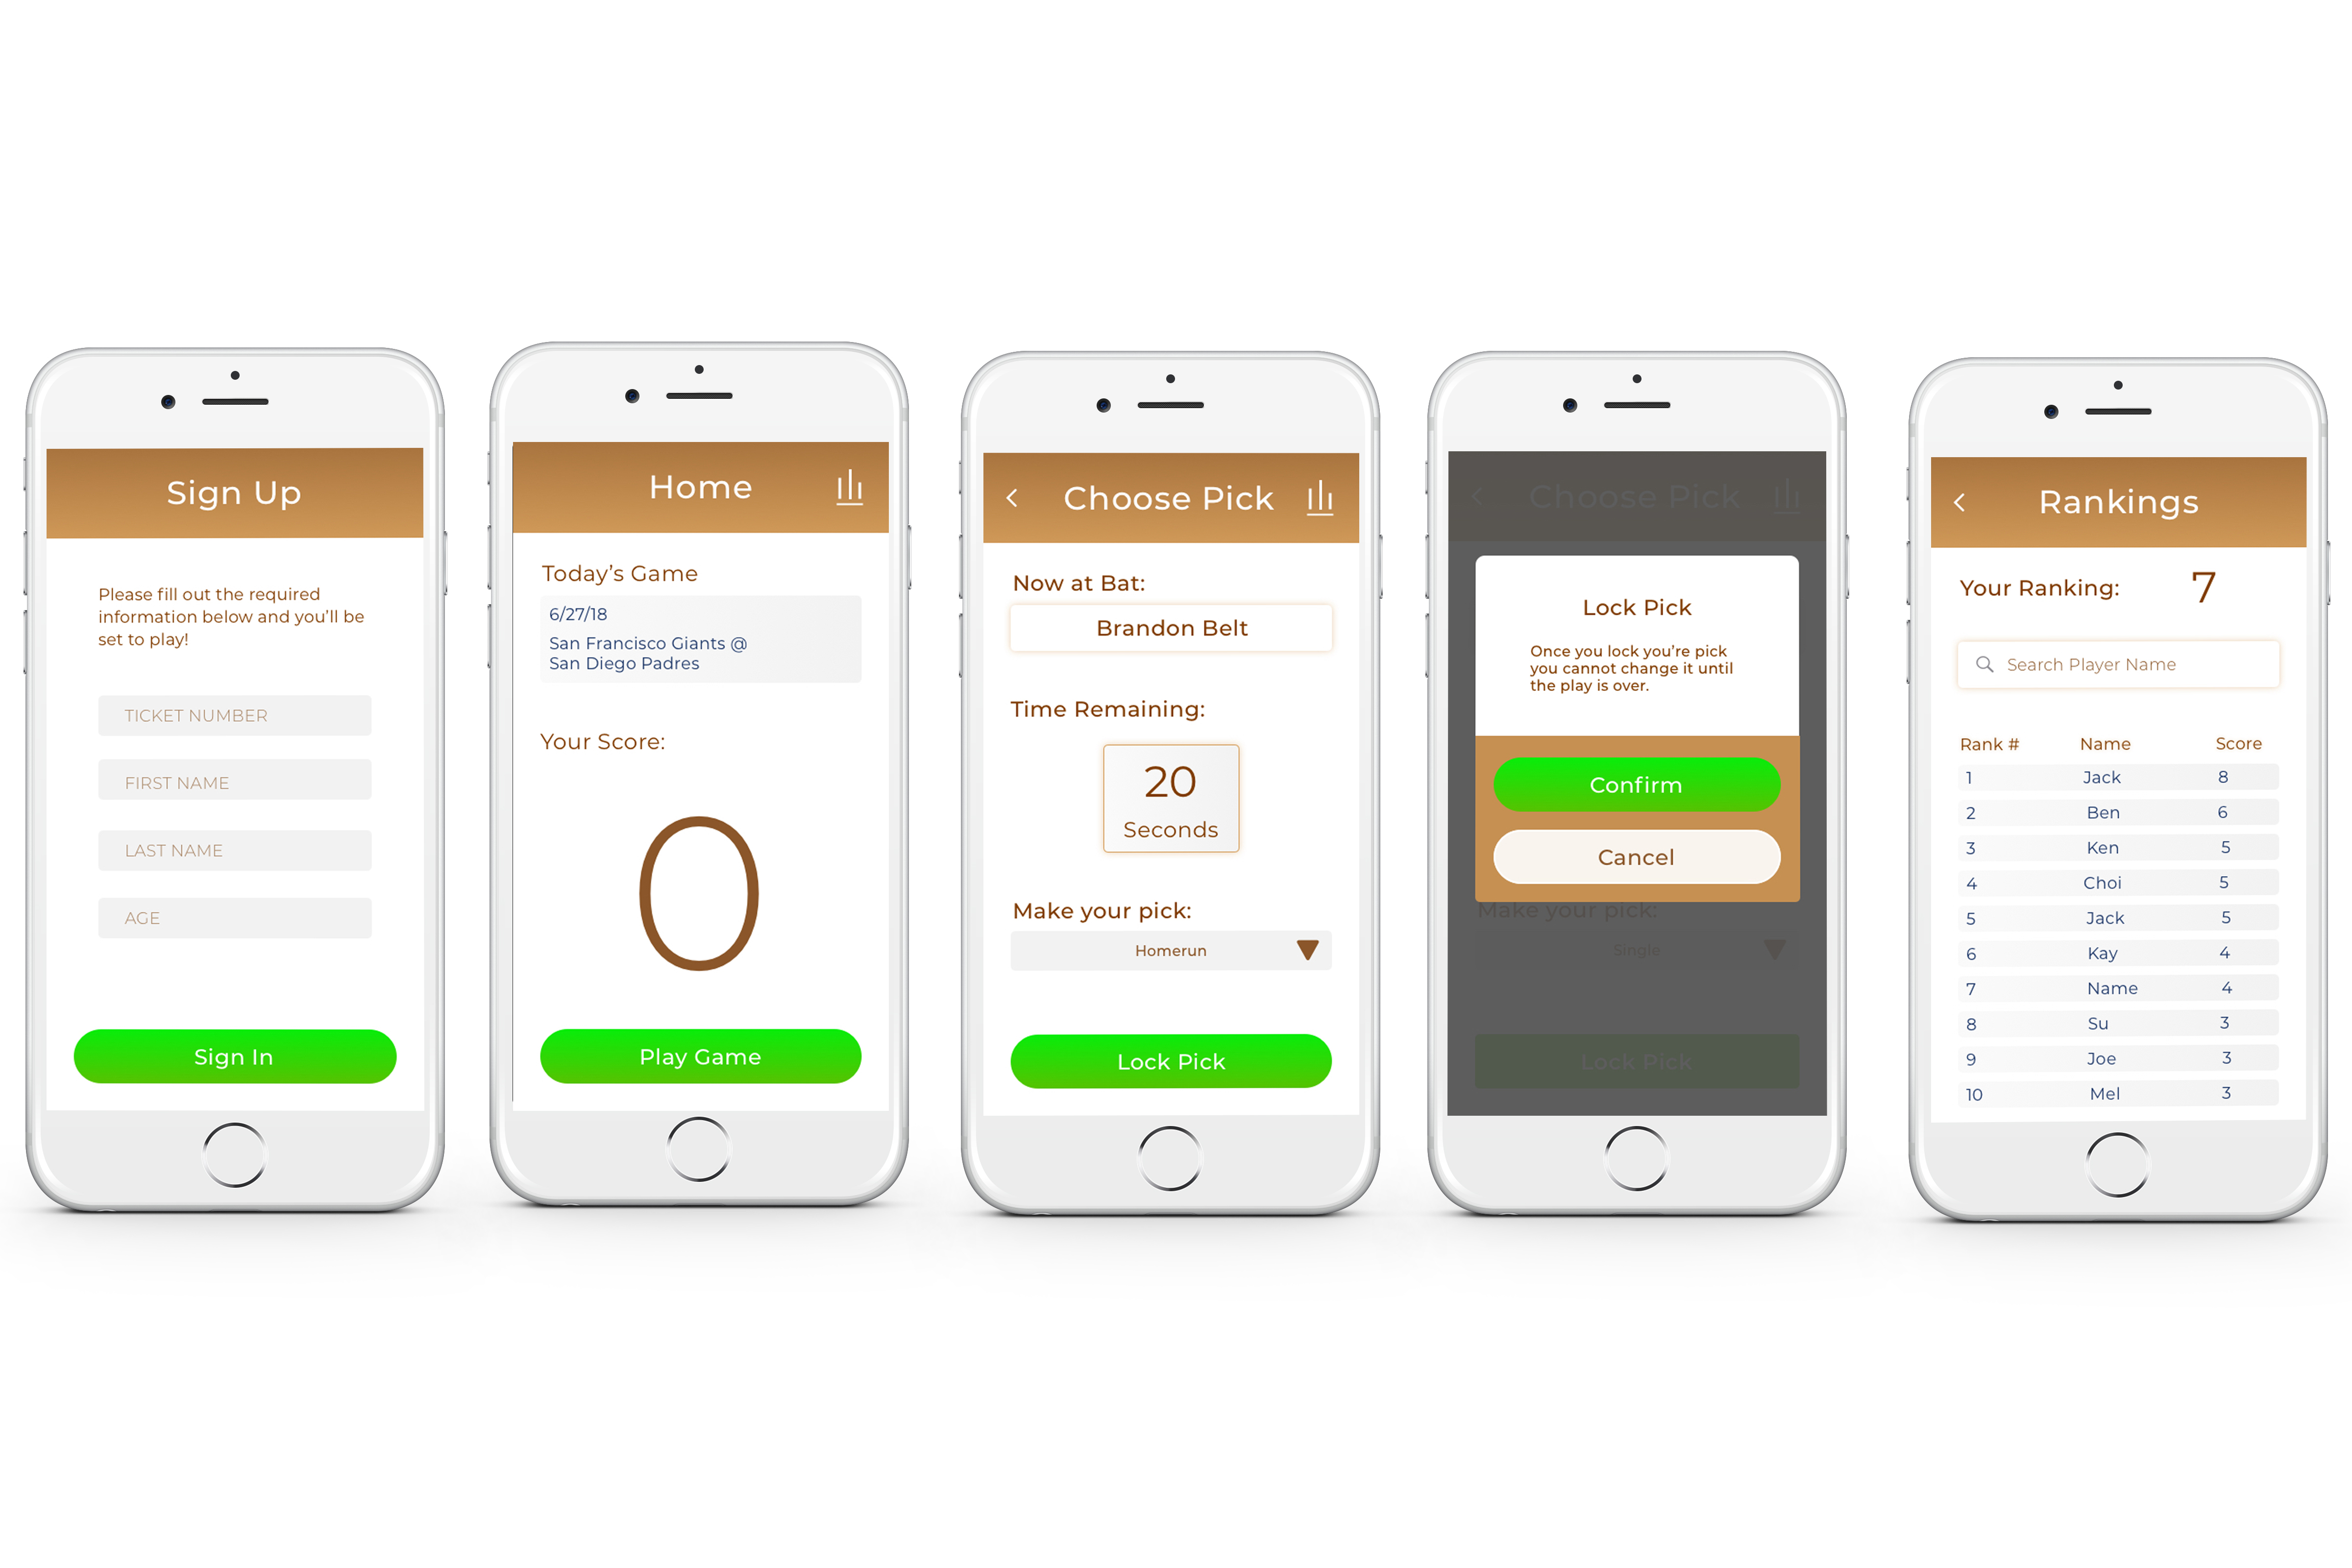 Sign Up
Please fill out the required
information below and you'll be
set to play!
TICKET NUMBER
FIRST NAME
LAST NAME
AGE
Sign In
Home
Today's Game
6/27/18
San Francisco Giants @
San Diego Padres
Your Score:
0
Play Game
Choose Pick
Now at Bat:
Brandon Belt
Time Remaining:
20
Seconds
Make your pick:
Homerun
Lock Pick
Choose Pick
Lock Pick
Once you lock you're pick
you cannot change it until
the play is over.
Confirm
Cancel
Make your pick:
Single
Lock Pick
Rankings
Your Ranking: 7
Search Player Name
Rank # Name Score
1 Jack 8
2 Ben 6
3 Ken 5
4 Choi 5
5 Jack 5
6 Kay 4
7 Name 4
8 Su 3
9 Joe 3
10 Mel 3